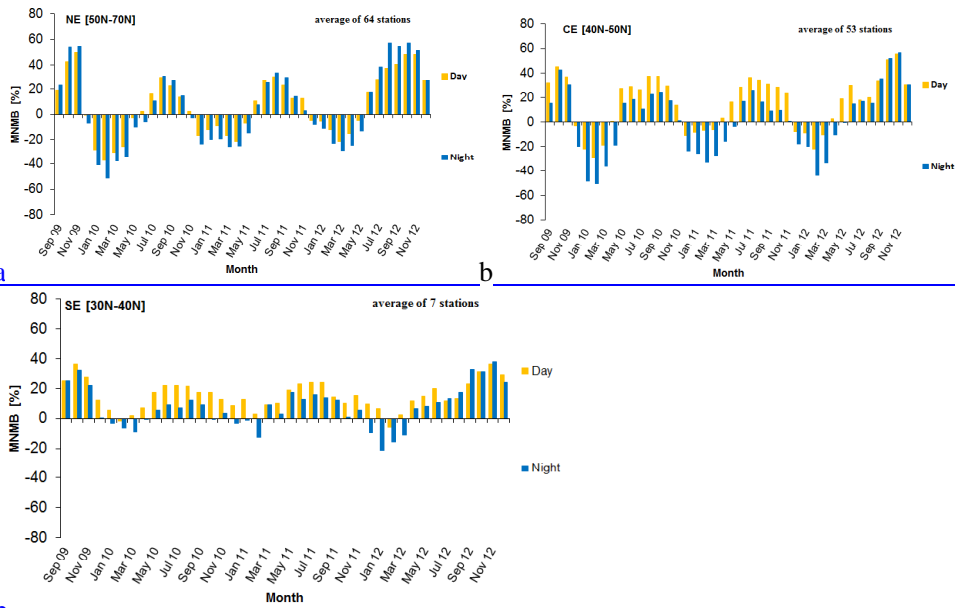 NE [50N-70N]
average of 64 stations
80
60
40
20
0
-20
-40
-60
-80
MNMB [%]
Day
Night
Sep 09
Nov 09
Jan 10
Mar 10
May 10
Jul 10
Sep 10
Nov 10
Jan 11
Mar 11
May 11
Jul 11
Sep 11
Nov 11
Jan 12
Mar 12
May 12
Jul 12
Sep 12
Nov 12
Month
a
CE [40N-50N]
average of 53 stations
80
60
40
20
0
-20
-40
-60
-80
MNMB [%]
Day
Night
Sep 09
Nov 09
Jan 10
Mar 10
May 10
Jul 10
Sep 10
Nov 10
Jan 11
Mar 11
May 11
Jul 11
Sep 11
Nov 11
Jan 12
Mar 12
May 12
Jul 12
Sep 12
Nov 12
Month
b
SE [30N-40N]
average of 7 stations
80
60
40
20
0
-20
-40
-60
-80
MNMB [%]
Day
Night
Sep 09
Nov 09
Jan 10
Mar 10
May 10
Jul 10
Sep 10
Nov 10
Jan 11
Mar 11
May 11
Jul 11
Sep 11
Nov 11
Jan 12
Mar 12
May 12
Jul 12
Sep 12
Nov 12
Month